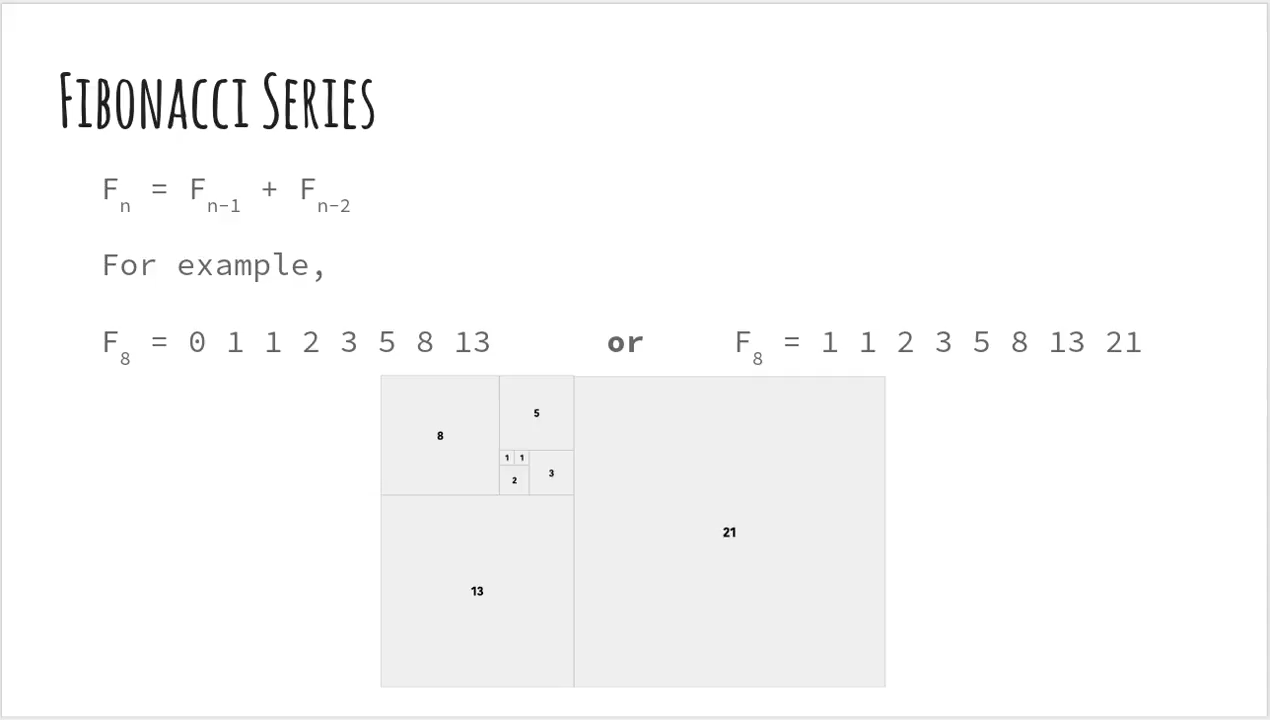 Fibonacci Series
Fn = Fn-1 + Fn-2
For example,
F8 = 0 1 1 2 3 5 8 13 or F8 = 1 1 2 3 5 8 13 21
5
8
1 1
3
2
21
13